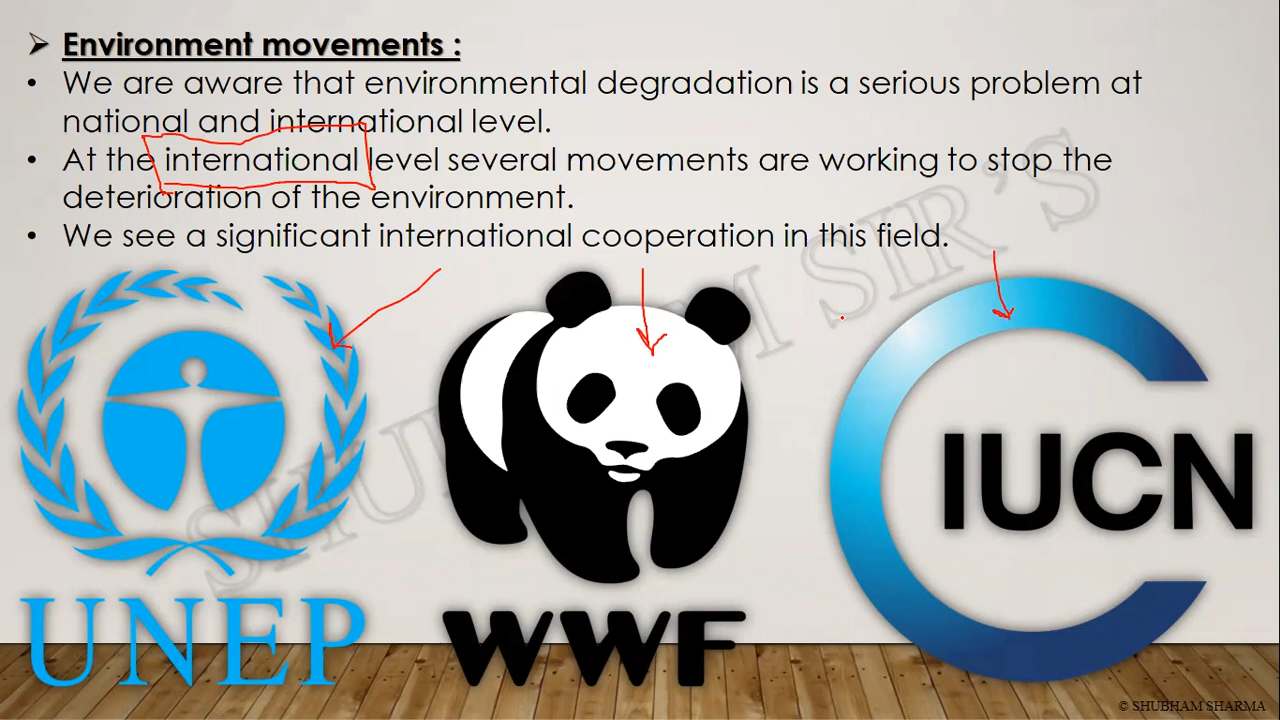 ➢ Environment movements :
• We are aware that environmental degradation is a serious problem at
national and international level.
• At the international level several movements are working to stop the
deterioration of the environment.
• We see a significant international cooperation in this field.
SHUBHAM SIR'S
UNEP
WWF
IUCN
© SHUBHAM SHARMA